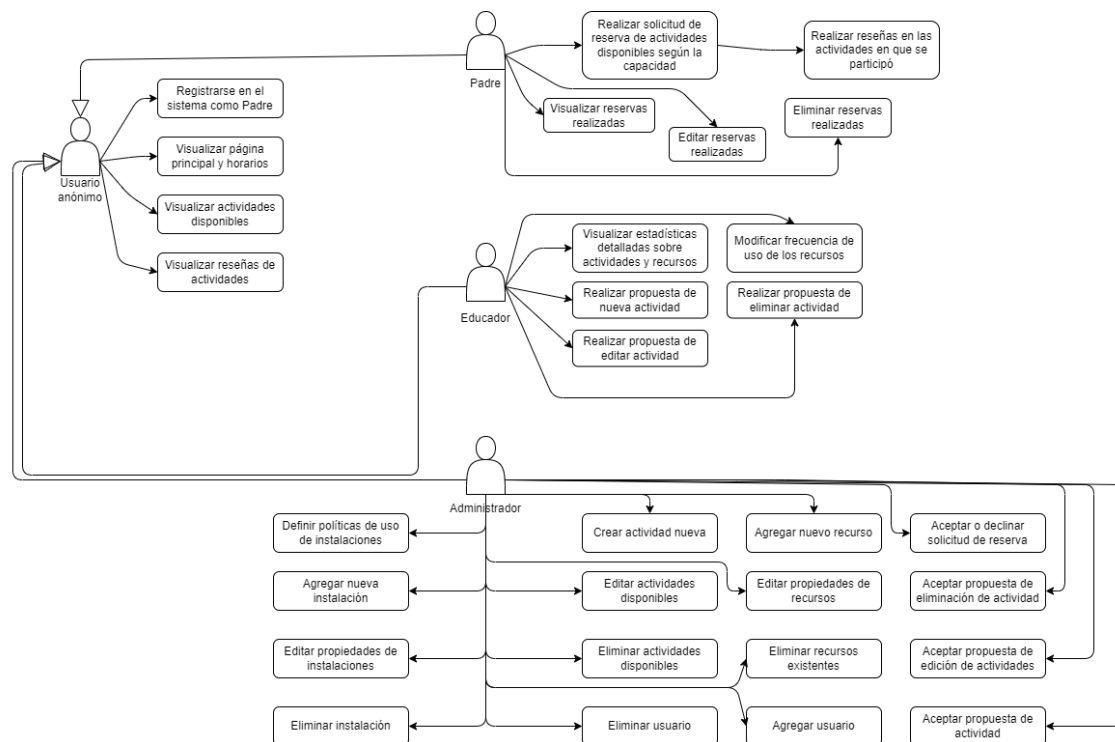 Realizar solicitud de
reserva de actividades
disponibles según la
capacidad
Realizar reseñas en las
actividades en que se
participó
Padre
Registrarse en el
sistema como Padre
Visualizar reservas
realizadas
Eliminar reservas
realizadas
Editar reservas
realizadas
Visualizar página
principal y horarios
Usuario
anónimo
Visualizar actividades
disponibles
Visualizar reseñas de
actividades
Visualizar estadísticas
detalladas sobre
actividades y recursos
Modificar frecuencia de
uso de los recursos
Educador
Realizar propuesta de
nueva actividad
Realizar propuesta de
eliminar actividad
Realizar propuesta de
editar actividad
Administrador
Definir políticas de uso
de instalaciones
Crear actividad nueva
Agregar nuevo recurso
Aceptar o declinar
solicitud de reserva
Agregar nueva
instalación
Editar actividades
disponibles
Editar propiedades de
recursos
Aceptar propuesta de
eliminación de actividad
Editar propiedades de
instalaciones
Eliminar actividades
disponibles
Eliminar recursos
existentes
Aceptar propuesta de
edición de actividades
Eliminar instalación
Eliminar usuario
Agregar usuario
Aceptar propuesta de
actividad